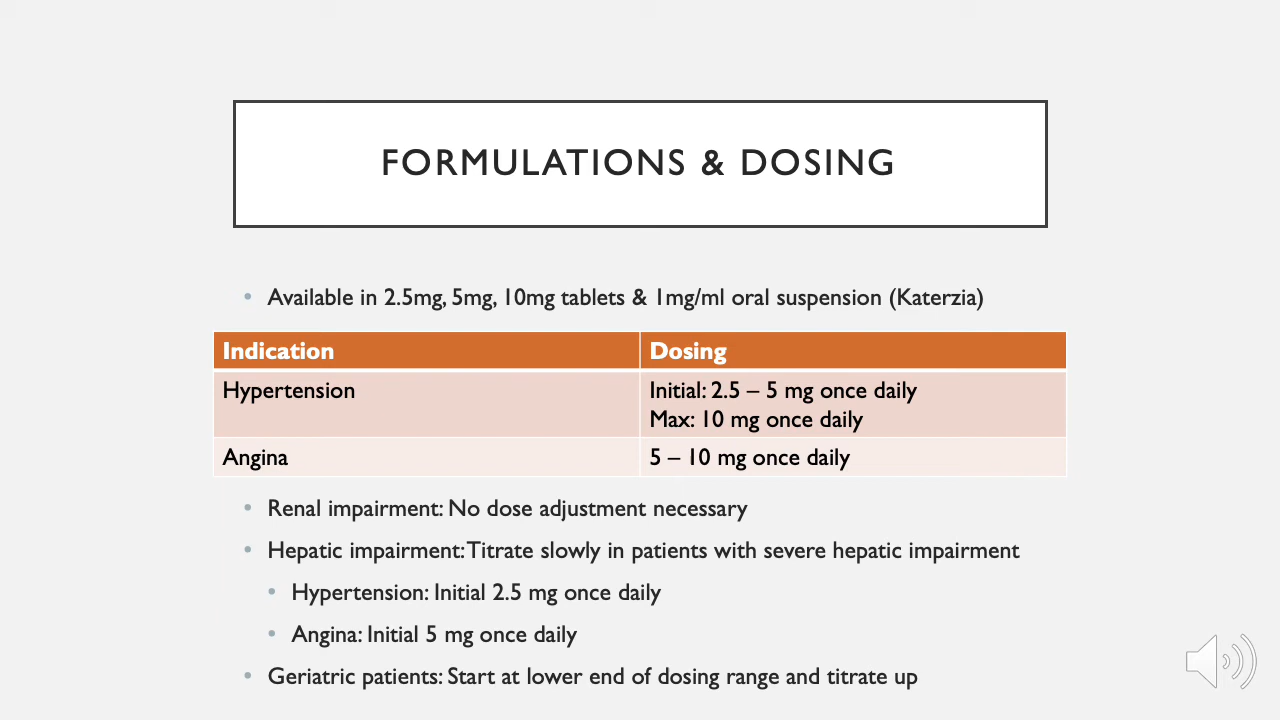 FORMULATIONS & DOSING
• Available in 2.5mg, 5mg, 10mg tablets & 1mg/ml oral suspension (Katerzia)
Indication Dosing
Hypertension Initial: 2.5 – 5 mg once daily
Max: 10 mg once daily
Angina 5 – 10 mg once daily
• Renal impairment: No dose adjustment necessary
• Hepatic impairment: Titrate slowly in patients with severe hepatic impairment
• Hypertension: Initial 2.5 mg once daily
• Angina: Initial 5 mg once daily
• Geriatric patients: Start at lower end of dosing range and titrate up